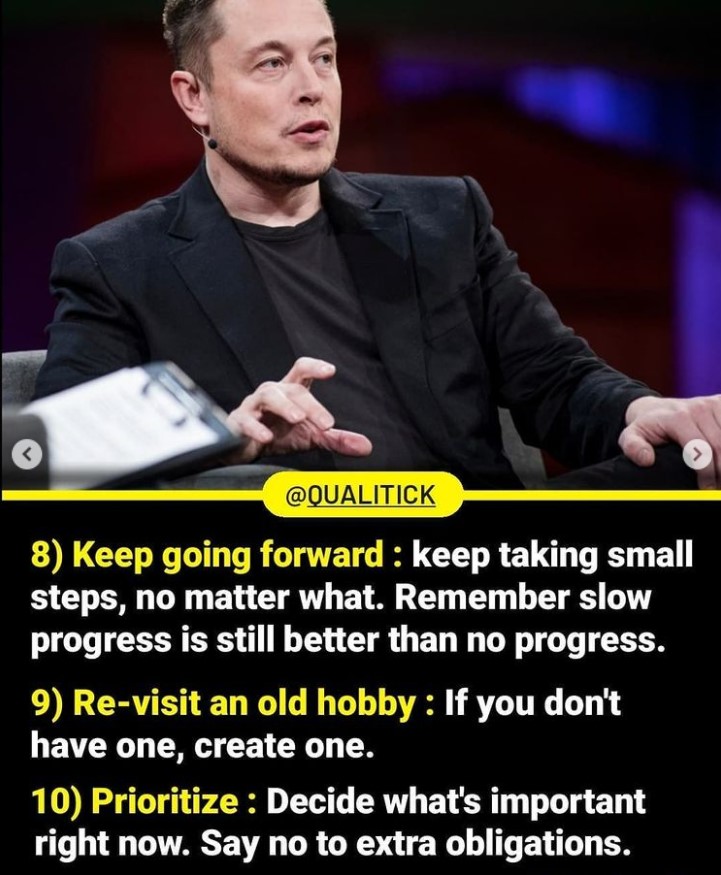 @QUALITICK
8) Keep going forward : keep taking small
steps, no matter what. Remember slow
progress is still better than no progress.
9) Re-visit an old hobby : If you don't
have one, create one.
10) Prioritize : Decide what's important
right now. Say no to extra obligations.